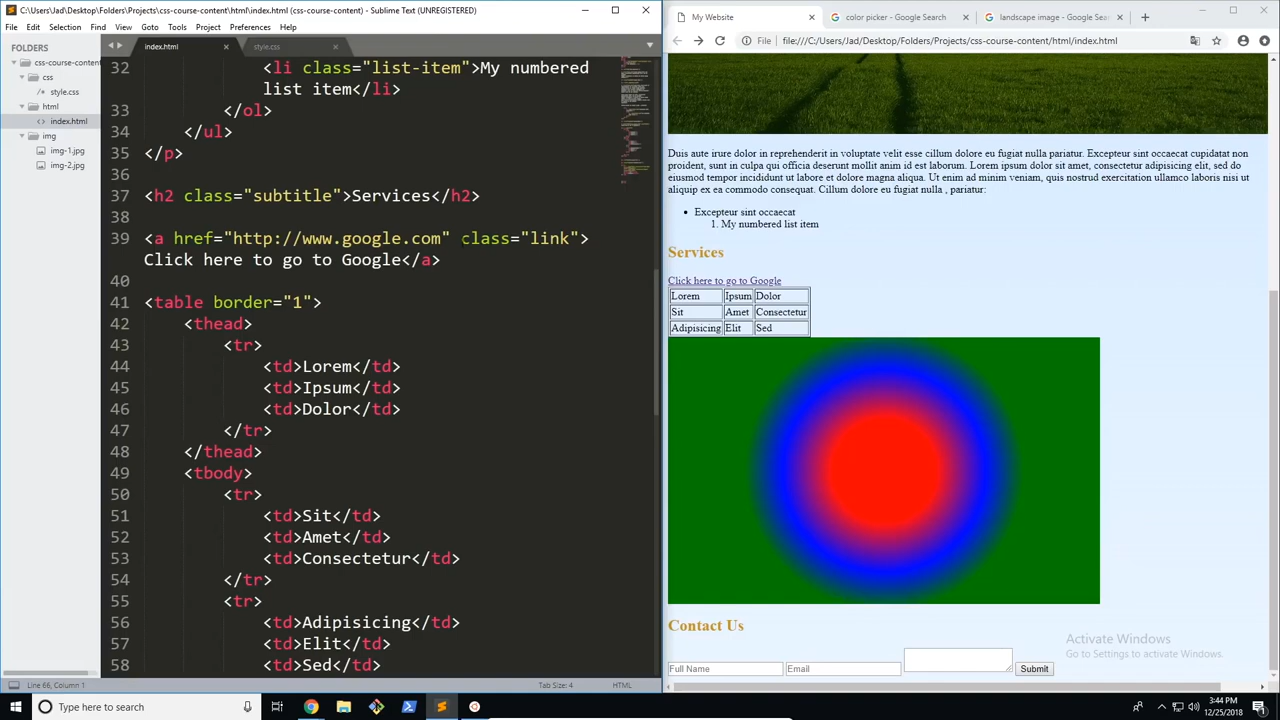 C:\Users\Jad\Desktop\Folders\Projects\css-course-content\html\index.html (css-course-content) - Sublime Text (UNREGISTERED)
File Edit Selection Find View Goto Tools Project Preferences Help
FOLDERS
css-course-content
css
style.css
html
index.html
img
img-1.jpg
img-2.jpg
index.html
style.css
32 <li class="list-item">My numbered
list item</li>
33 </ol>
34 </ul>
35 </p>
36
37 <h2 class="subtitle">Services</h2>
38
39 <a href="http://www.google.com" class="link">
Click here to go to Google</a>
40
41 <table border="1">
42 <thead>
43 <tr>
44 <td>Lorem</td>
45 <td>Ipsum</td>
46 <td>Dolor</td>
47 </tr>
48 </thead>
49 <tbody>
50 <tr>
51 <td>Sit</td>
52 <td>Amet</td>
53 <td>Consectetur</td>
54 </tr>
55 <tr>
56 <td>Adipisicing</td>
57 <td>Elit</td>
58 <td>Sed</td>
Line 66, Column 1
Tab Size: 4
HTML
My Website
color picker - Google Search
landscape image - Google Sea
File file:///C:/Users/Jad/Desktop/Folders/Projects/css-course-content/html/index.html
Duis aute irure dolor in reprehenderit in voluptate velit esse cillum dolore eu fugiat nulla pariatur. Excepteur sint occaecat cupidatat non
proident, sunt in culpa qui officia deserunt mollit anim id est laborum. Lorem ipsum dolor sit amet, consectetur adipisicing elit, sed do
eiusmod tempor incididunt ut labore et dolore magna aliqua. Ut enim ad minim veniam, quis nostrud exercitation ullamco laboris nisi ut
aliquip ex ea commodo consequat. Cillum dolore eu fugiat nulla , pariatur:
• Excepteur sint occaecat
1. My numbered list item
Services
Click here to go to Google
Lorem Ipsum Dolor
Sit Amet Consectetur
Adipisicing Elit Sed
Contact Us
Full Name Email Submit
Activate Windows
Go to Settings to activate Windows.
Type here to search
3:44 PM
12/25/2018